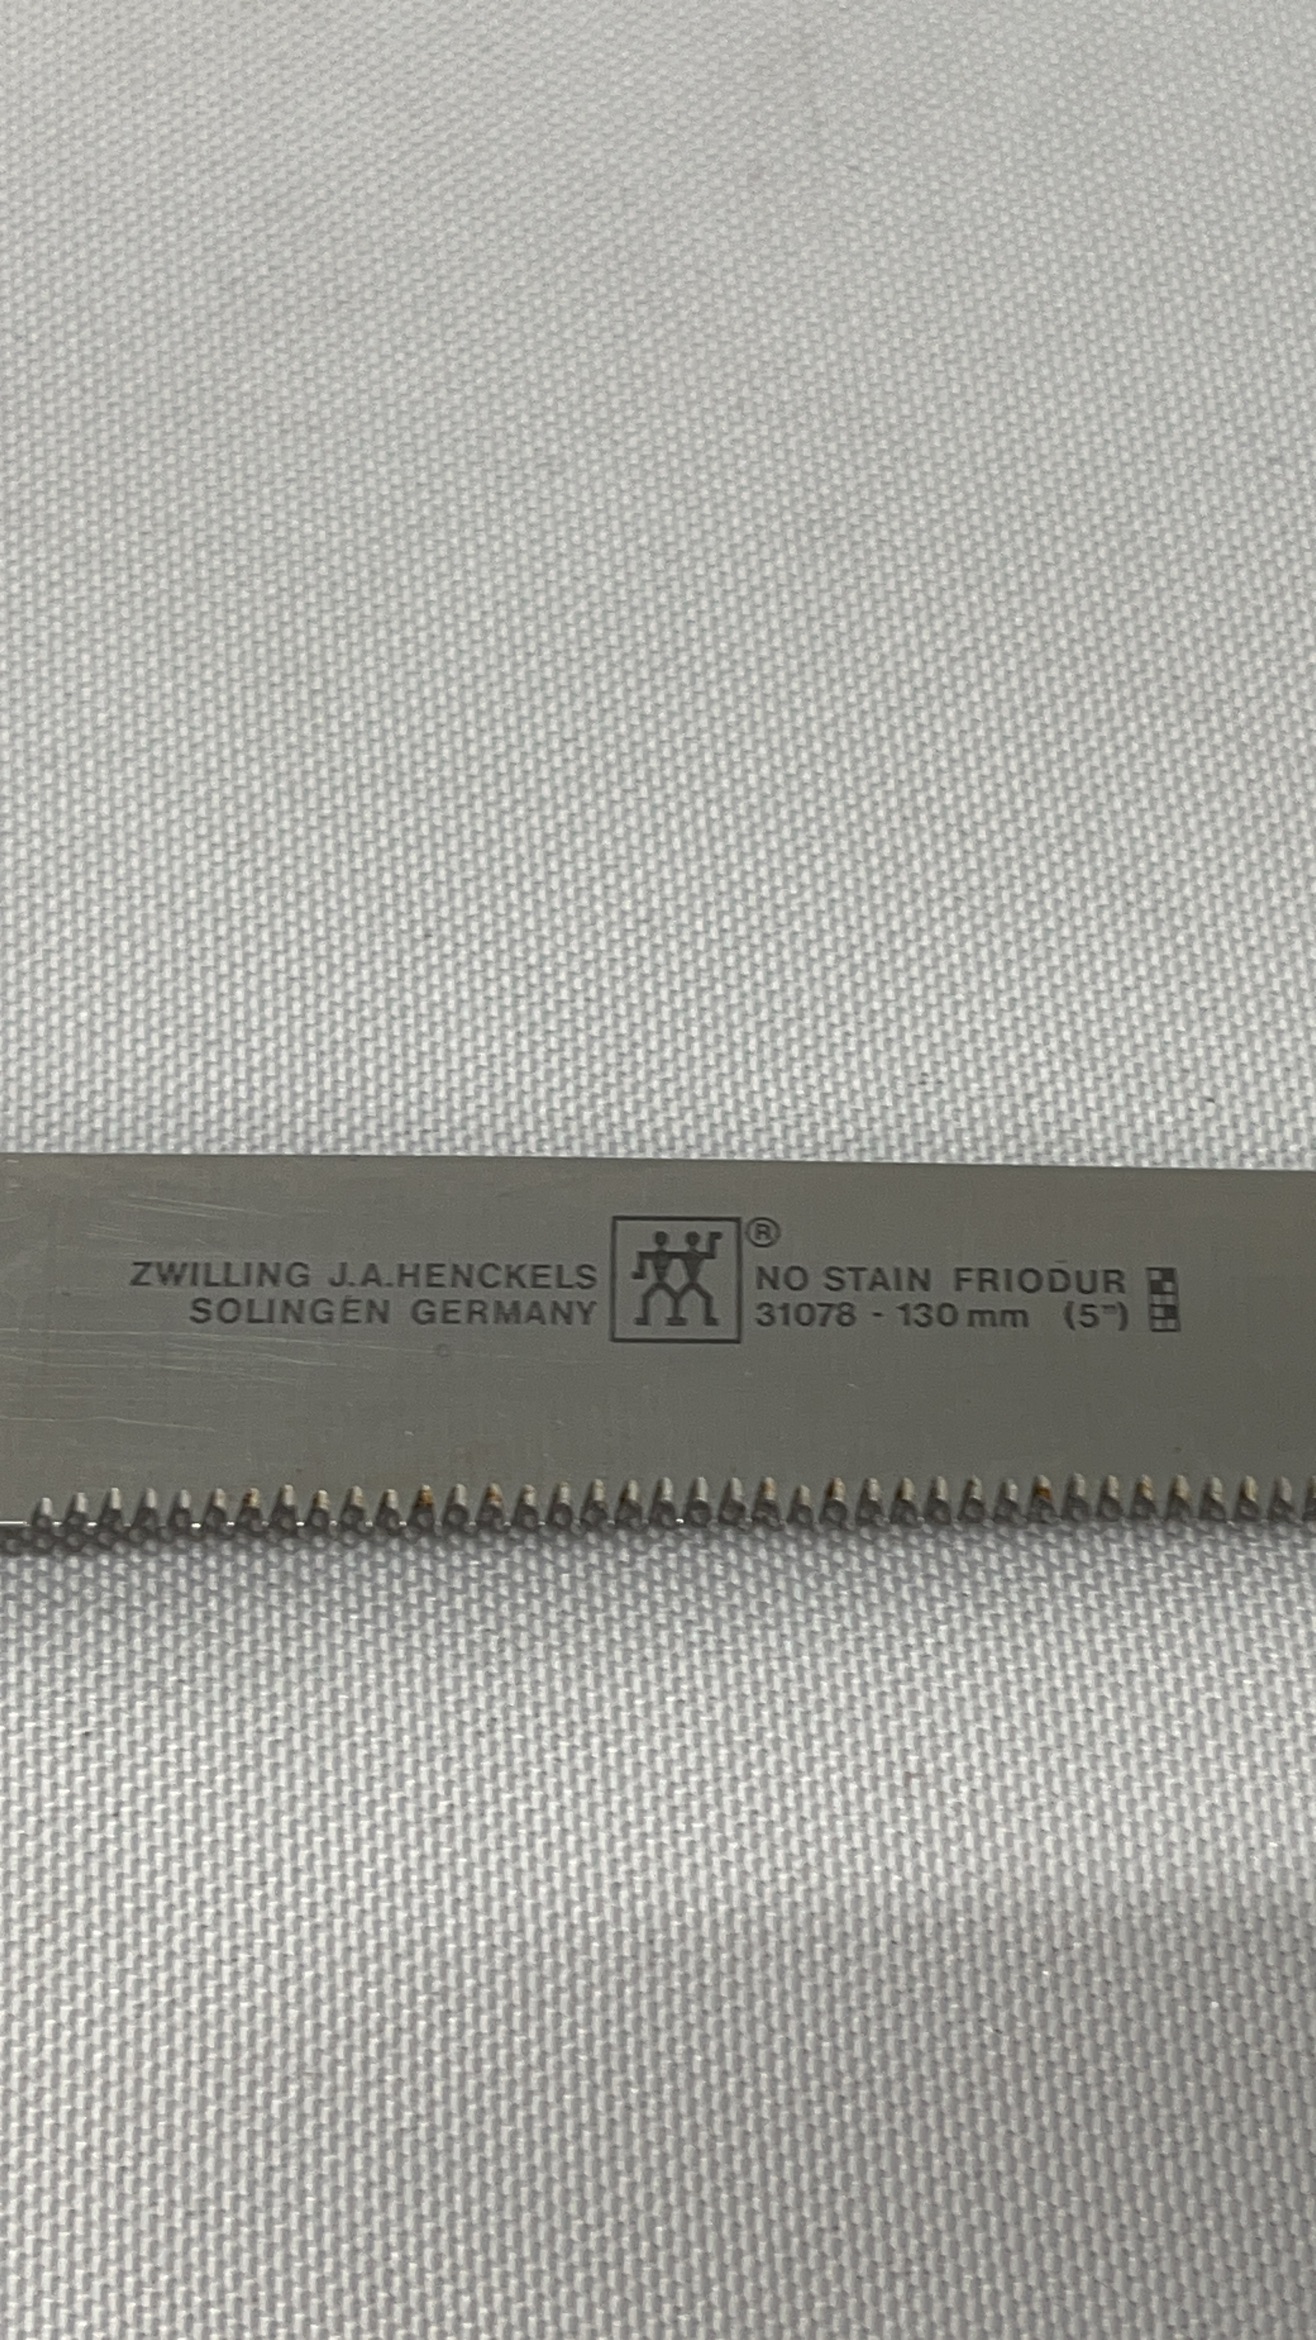 ZWILLING J.A.HENCKELS
SOLINGEN GERMANY
®
NO STAIN FRIODUR
31078 - 130 mm (5")